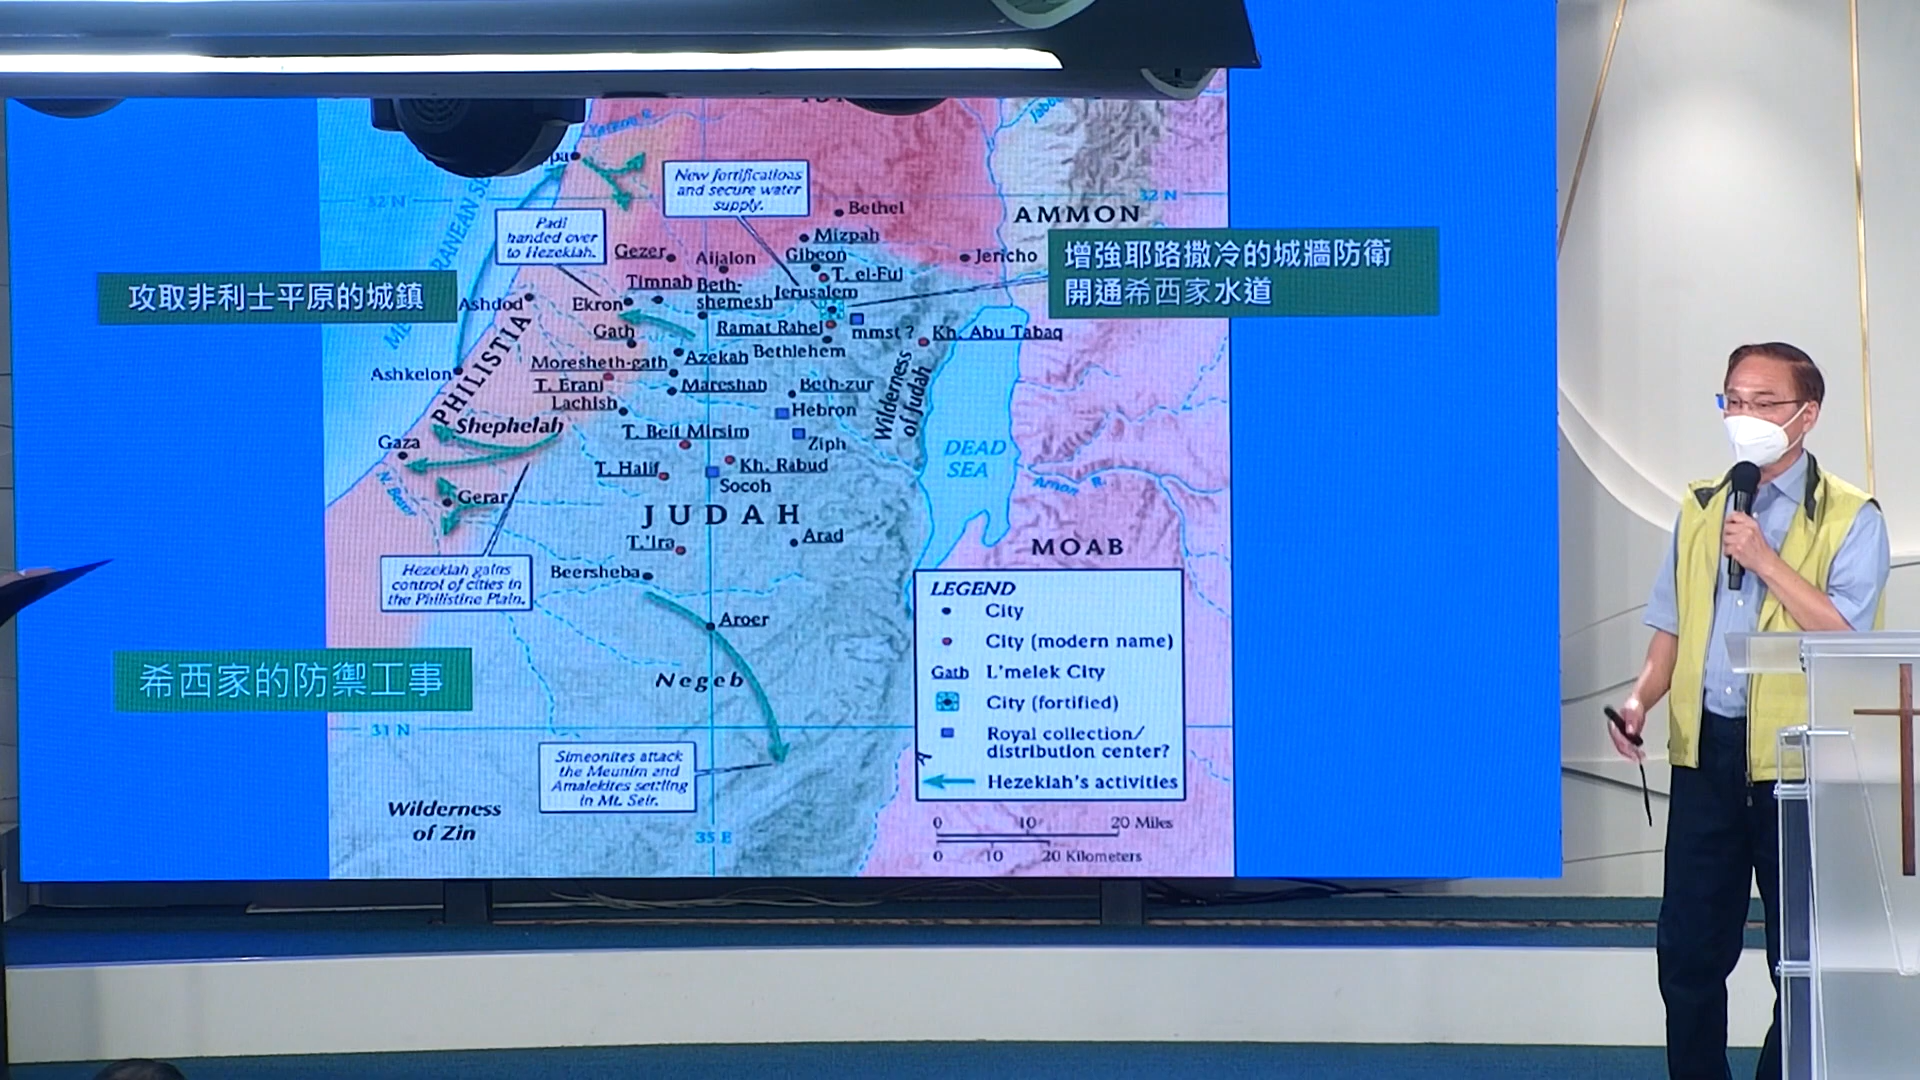 32 N
32 N
New fortifications
and secure water
supply.
Bethel
AMMON
Padi
handed over
to Hezekiah.
Mizpah
Gezer
Aijalon
Gibeon
Jericho
T. el-Ful
增強耶路撒冷的城牆防衛
開通希西家水道
攻取非利士平原的城鎮
Timnah
Beth-
shemesh
Jerusalem
Ashdod
Ekron
Gath
Ramat Rahel
mmst ?
Kh. Abu Tabaq
PHILISTIA
Moresheth-gath
Azekah
Bethlehem
Ashkelon
T. Erani
Mareshah
Beth-zur
Wilderness
of Judah
Lachish
Hebron
Shephelah
T. Beit Mirsim
Ziph
DEAD
SEA
Gaza
T. Halif
Kh. Rabud
Socoh
Arnon R.
Gerar
JUDAH
T. 'Ira
Arad
MOAB
Hezekiah gains
control of cities in
the Philistine Plain.
Beersheba
Aroer
希西家的防禦工事
Negeb
31 N
Simeonites attack
the Meunim and
Amalekites settling
in Mt. Seir.
Wilderness
of Zin
35 E
LEGEND
City
City (modern name)
Gath L'melek City
City (fortified)
Royal collection/
distribution center?
Hezekiah's activities
0 10 20 Miles
0 10 20 Kilometers